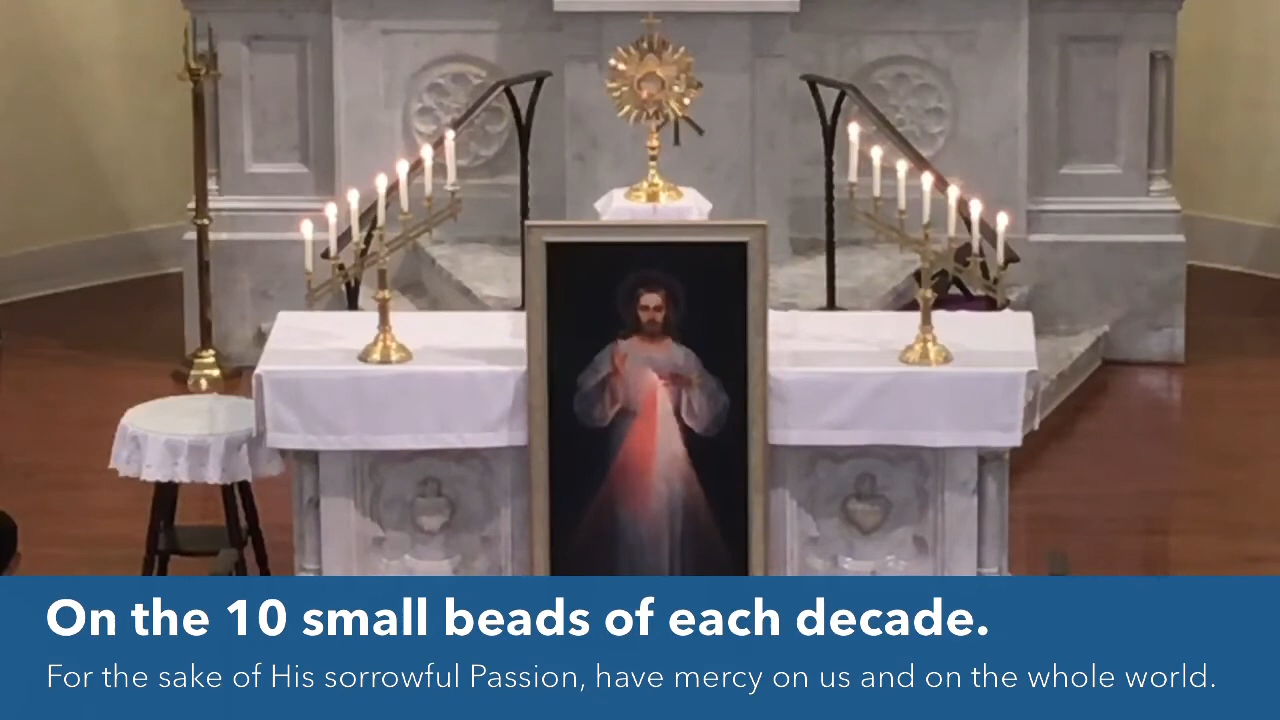 On the 10 small beads of each decade.
For the sake of His sorrowful Passion, have mercy on us and on the whole world.